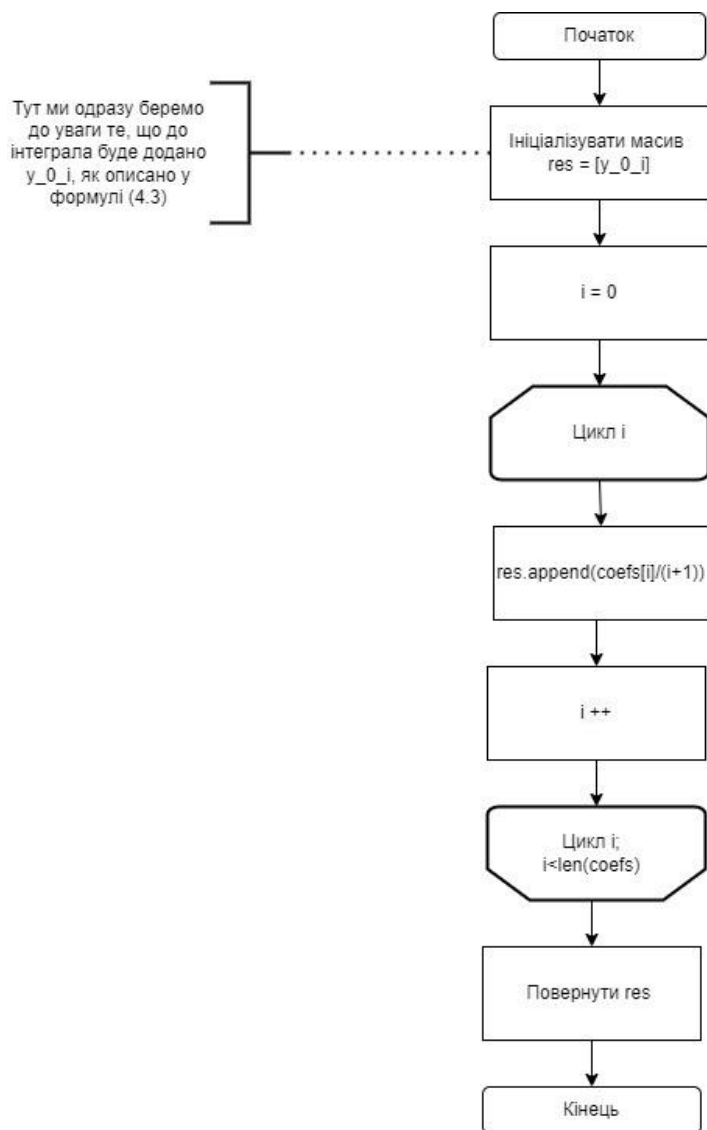 Початок
Тут ми одразу беремо
до уваги те, що до
інтеграла буде додано
y_0_i, як описано у
формулі (4.3)
Ініціалізувати масив
res = [y_0_i]
i = 0
Цикл i
res.append(coefs[i]/(i+1))
i ++
Цикл i;
i<len(coefs)
Повернути res
Кінець